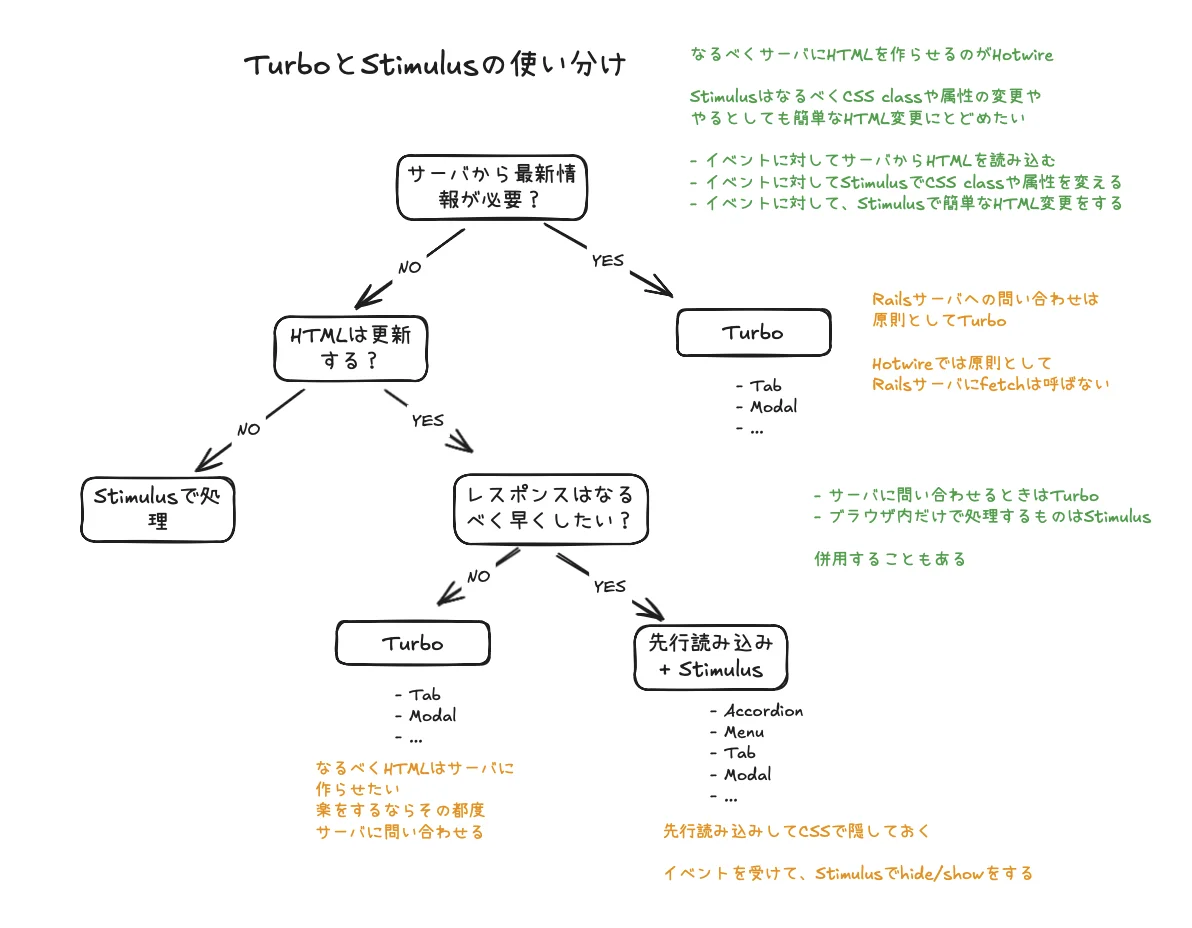 TurboとStimulusの使い分け
なるべくサーバにHTMLを作らせるのがHotwire
StimulusはなるべくCSS classや属性の変更や
やるとしても簡単なHTML変更にとどめたい
- イベントに対してサーバからHTMLを読み込む
- イベントに対してStimulusでCSS classや属性を変える
- イベントに対して、Stimulusで簡単なHTML変更をする
サーバから最新情
報が必要？
NO
YES
HTMLは更新
する？
Turbo
- Tab
- Modal
- ...
Railsサーバへの問い合わせは
原則としてTurbo
Hotwireでは原則として
Railsサーバにfetchは呼ばない
NO
YES
Stimulusで処
理
レスポンスはなる
べく早くしたい？
- サーバに問い合わせるときはTurbo
- ブラウザ内だけで処理するものはStimulus
併用することもある
NO
YES
Turbo
- Tab
- Modal
- ...
なるべくHTMLはサーバに
作らせたい
楽をするならその都度
サーバに問い合わせる
先行読み込み
+ Stimulus
- Accordion
- Menu
- Tab
- Modal
- ...
先行読み込みしてCSSで隠しておく
イベントを受けて、Stimulusでhide/showをする